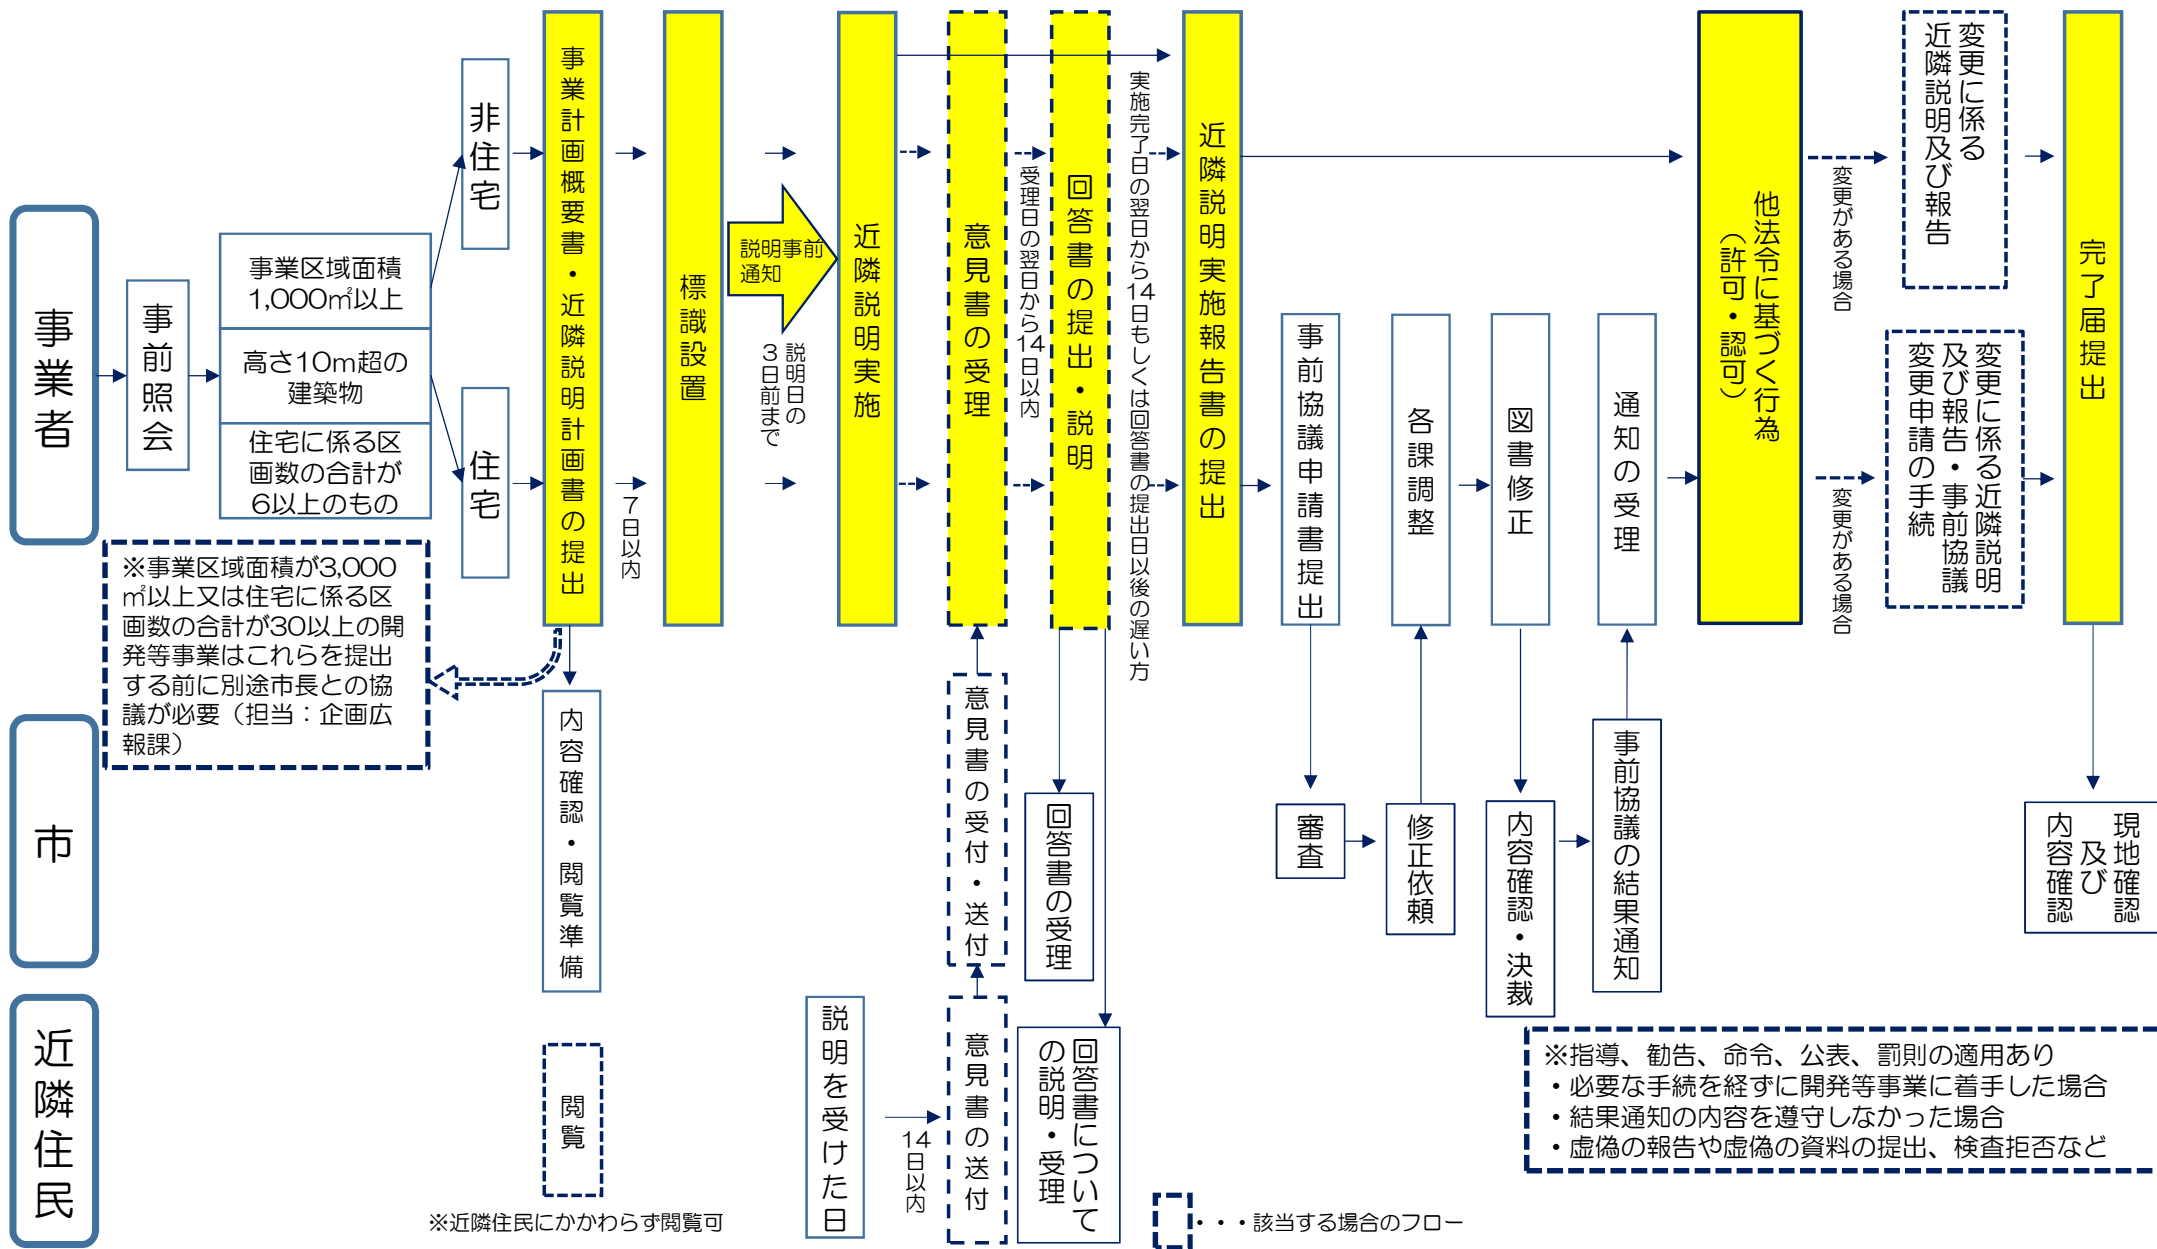 事業者
事前照会
事業区域面積
1,000㎡以上
高さ10m超の
建築物
住宅に係る区
画数の合計が
6以上のもの
非住宅
住宅
※事業区域面積が3,000
㎡以上又は住宅に係る区
画数の合計が30以上の開
発等事業はこれらを提出
する前に別途市長との協
議が必要（担当：企画広
報課）
事業計画概要書・近隣説明計画書の提出
7日以内
標識設置
説明事前
通知
説明日の
3日前まで
近隣説明実施
意見書の受理
受理日の翌日から14日以内
回答書の提出・説明
実施完了日の翌日から14日もしくは回答書の提出日以後の遅い方
近隣説明実施報告書の提出
事前協議申請書提出
各課調整
図書修正
通知の受理
他法令に基づく行為
（許可・認可）
変更がある場合
変更に係る
近隣説明及び報告
変更がある場合
変更に係る近隣説明
及び報告・事前協議
変更申請の手続
完了届提出
市
内容確認・閲覧準備
意見書の受付・送付
回答書の受理
審査
修正依頼
内容確認・決裁
事前協議の結果通知
現地確認
及び
内容確認
近隣住民
閲覧
※近隣住民にかかわらず閲覧可
説明を受けた日
14日以内
意見書の送付
回答書について
の説明・受理
・・・該当する場合のフロー
※指導、勧告、命令、公表、罰則の適用あり
・必要な手続を経ずに開発等事業に着手した場合
・結果通知の内容を遵守しなかった場合
・虚偽の報告や虚偽の資料の提出、検査拒否など